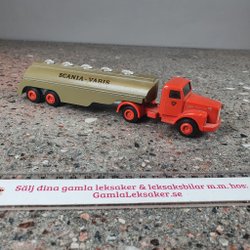 SCANIA-VABIS
Sälj dina gamla leksaker & leksaksbilar m.m. hos:
GamlaLeksaker.se